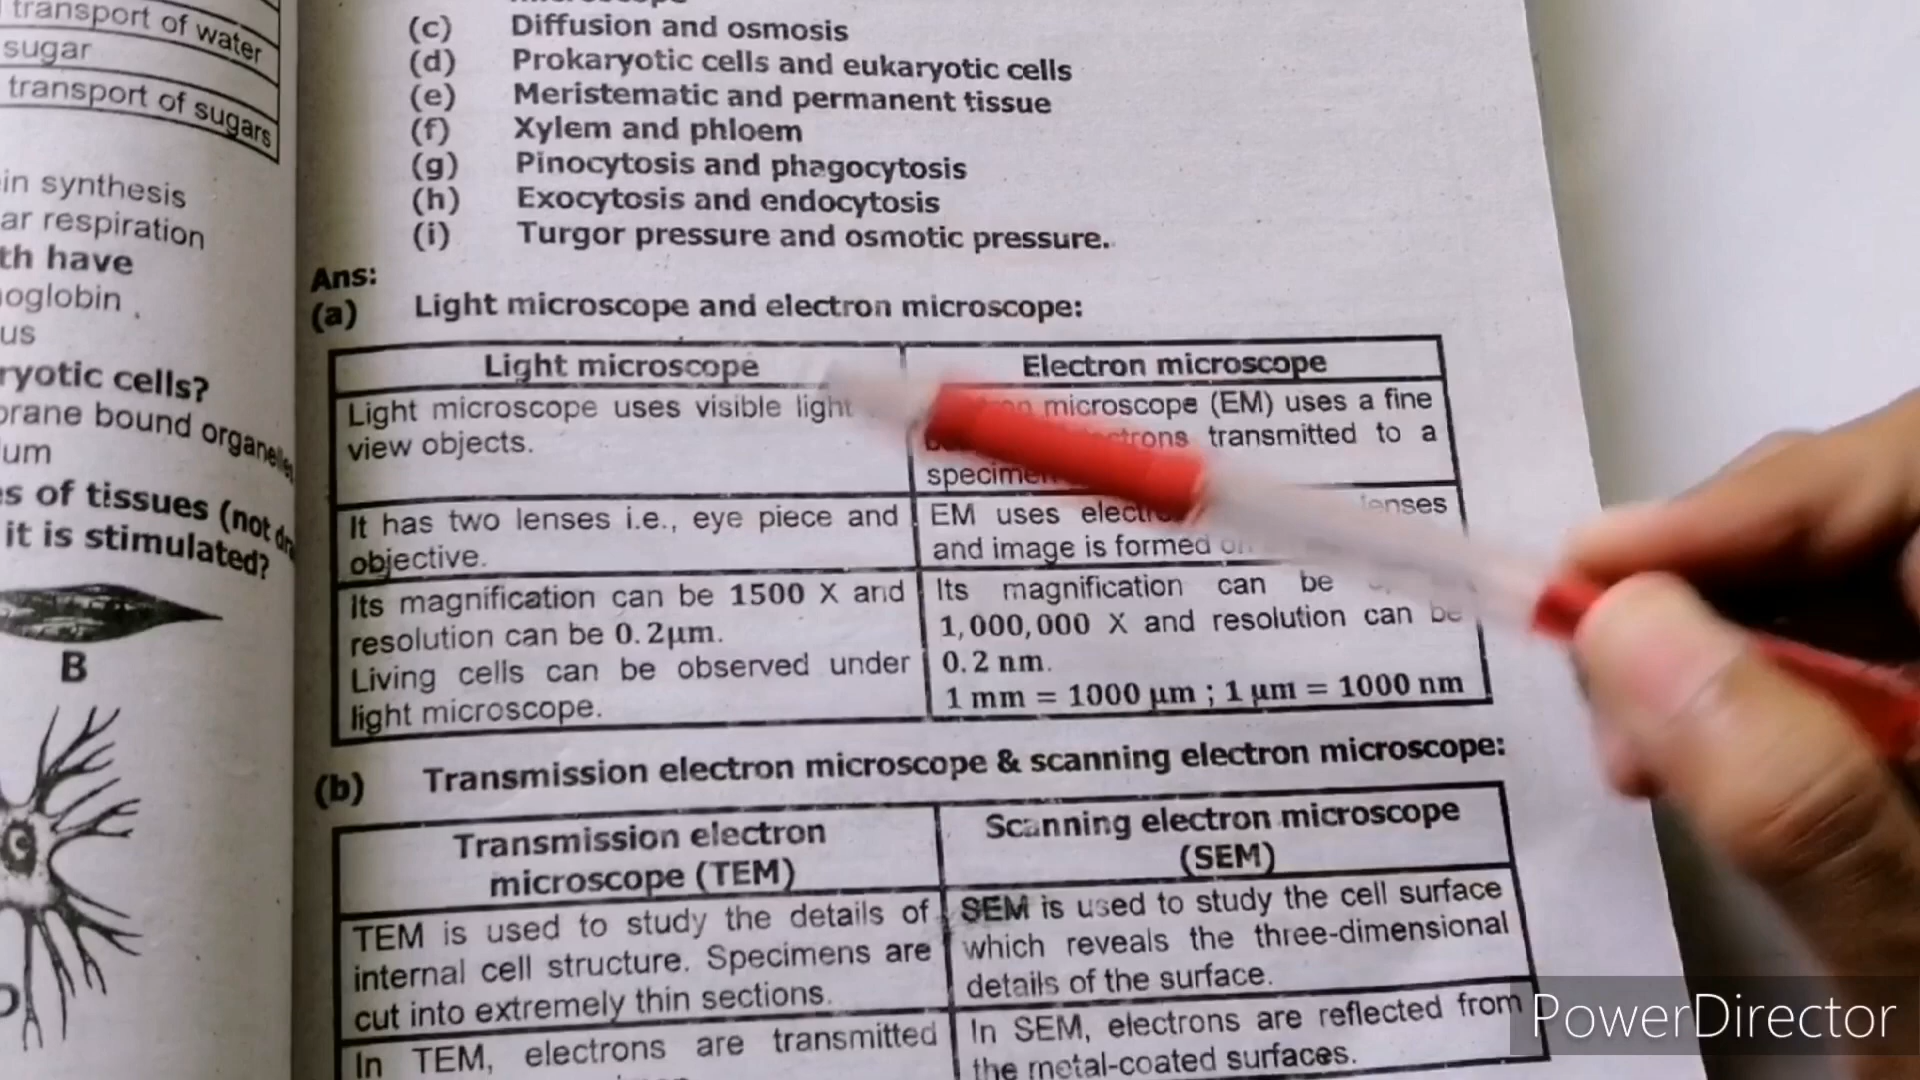 transport of water
sugar
transport of sugars
in synthesis
ar respiration
th have
oglobin
us
ryotic cells?
brane bound organelles
um
s of tissues (not
it is stimulated?
B
(c) Diffusion and osmosis
(d) Prokaryotic cells and eukaryotic cells
(e) Meristematic and permanent tissue
(f) Xylem and phloem
(g) Pinocytosis and phagocytosis
(h) Exocytosis and endocytosis
(i) Turgor pressure and osmotic pressure.
Ans:
(a) Light microscope and electron microscope:
Light microscope
Light microscope uses visible light
view objects.
It has two lenses i.e., eye piece and
objective.
Its magnification can be 1500 X and
resolution can be 0.2μm.
Living cells can be observed under
light microscope.
Electron microscope
microscope (EM) uses a fine
transmitted to a
EM uses lenses
and image is formed
Its magnification can be
1,000,000 X and resolution can be
0.2 nm.
1 mm = 1000 μm ; 1 μm = 1000 nm
(b) Transmission electron microscope & scanning electron microscope:
Transmission electron
microscope (TEM)
TEM is used to study the details of
internal cell structure. Specimens are
cut into extremely thin sections.
In TEM, electrons are transmitted
Scanning electron microscope
(SEM)
SEM is used to study the cell surface
which reveals the three-dimensional
details of the surface.
In SEM, electrons are reflected from
the metal-coated surfaces.
PowerDirector